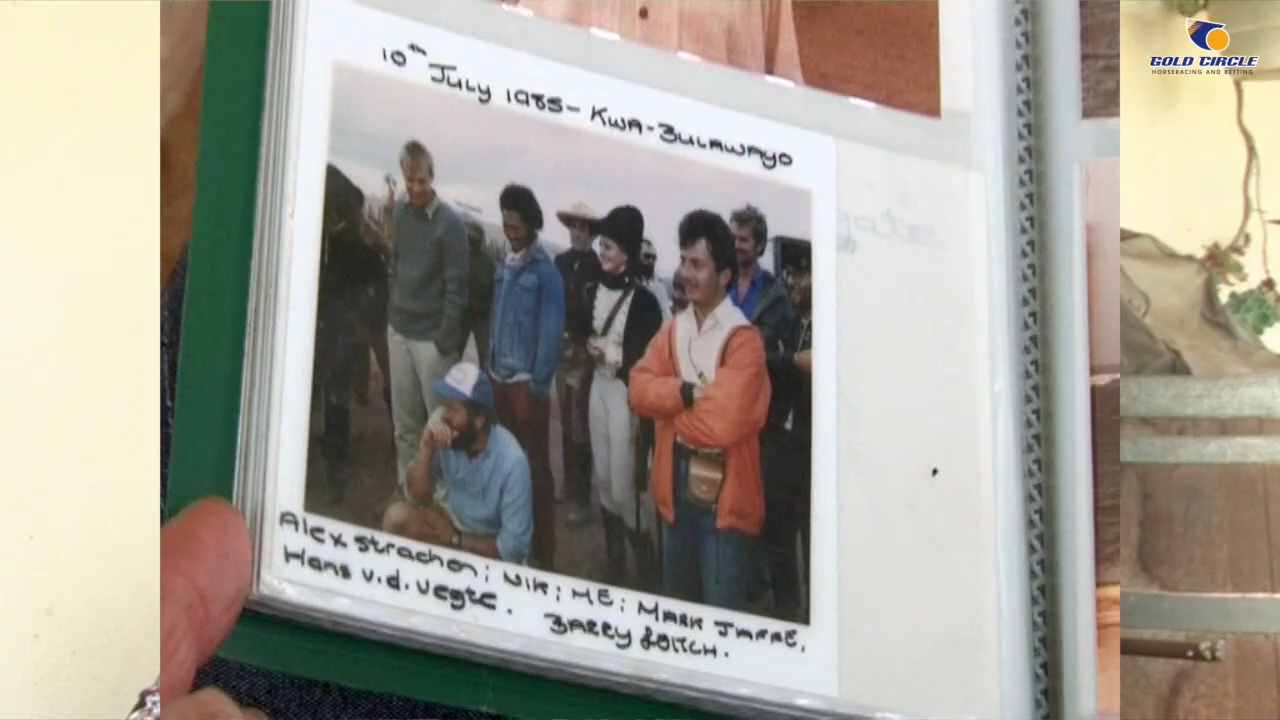 10th July 1985 - KWA-BULAWAYO
Alex Strachan; Nik; ME; MARK JAFFE,
Hans v.d. Vegte. BARRY LEITCH.
GOLD CIRCLE
HORSERACING AND BETTING